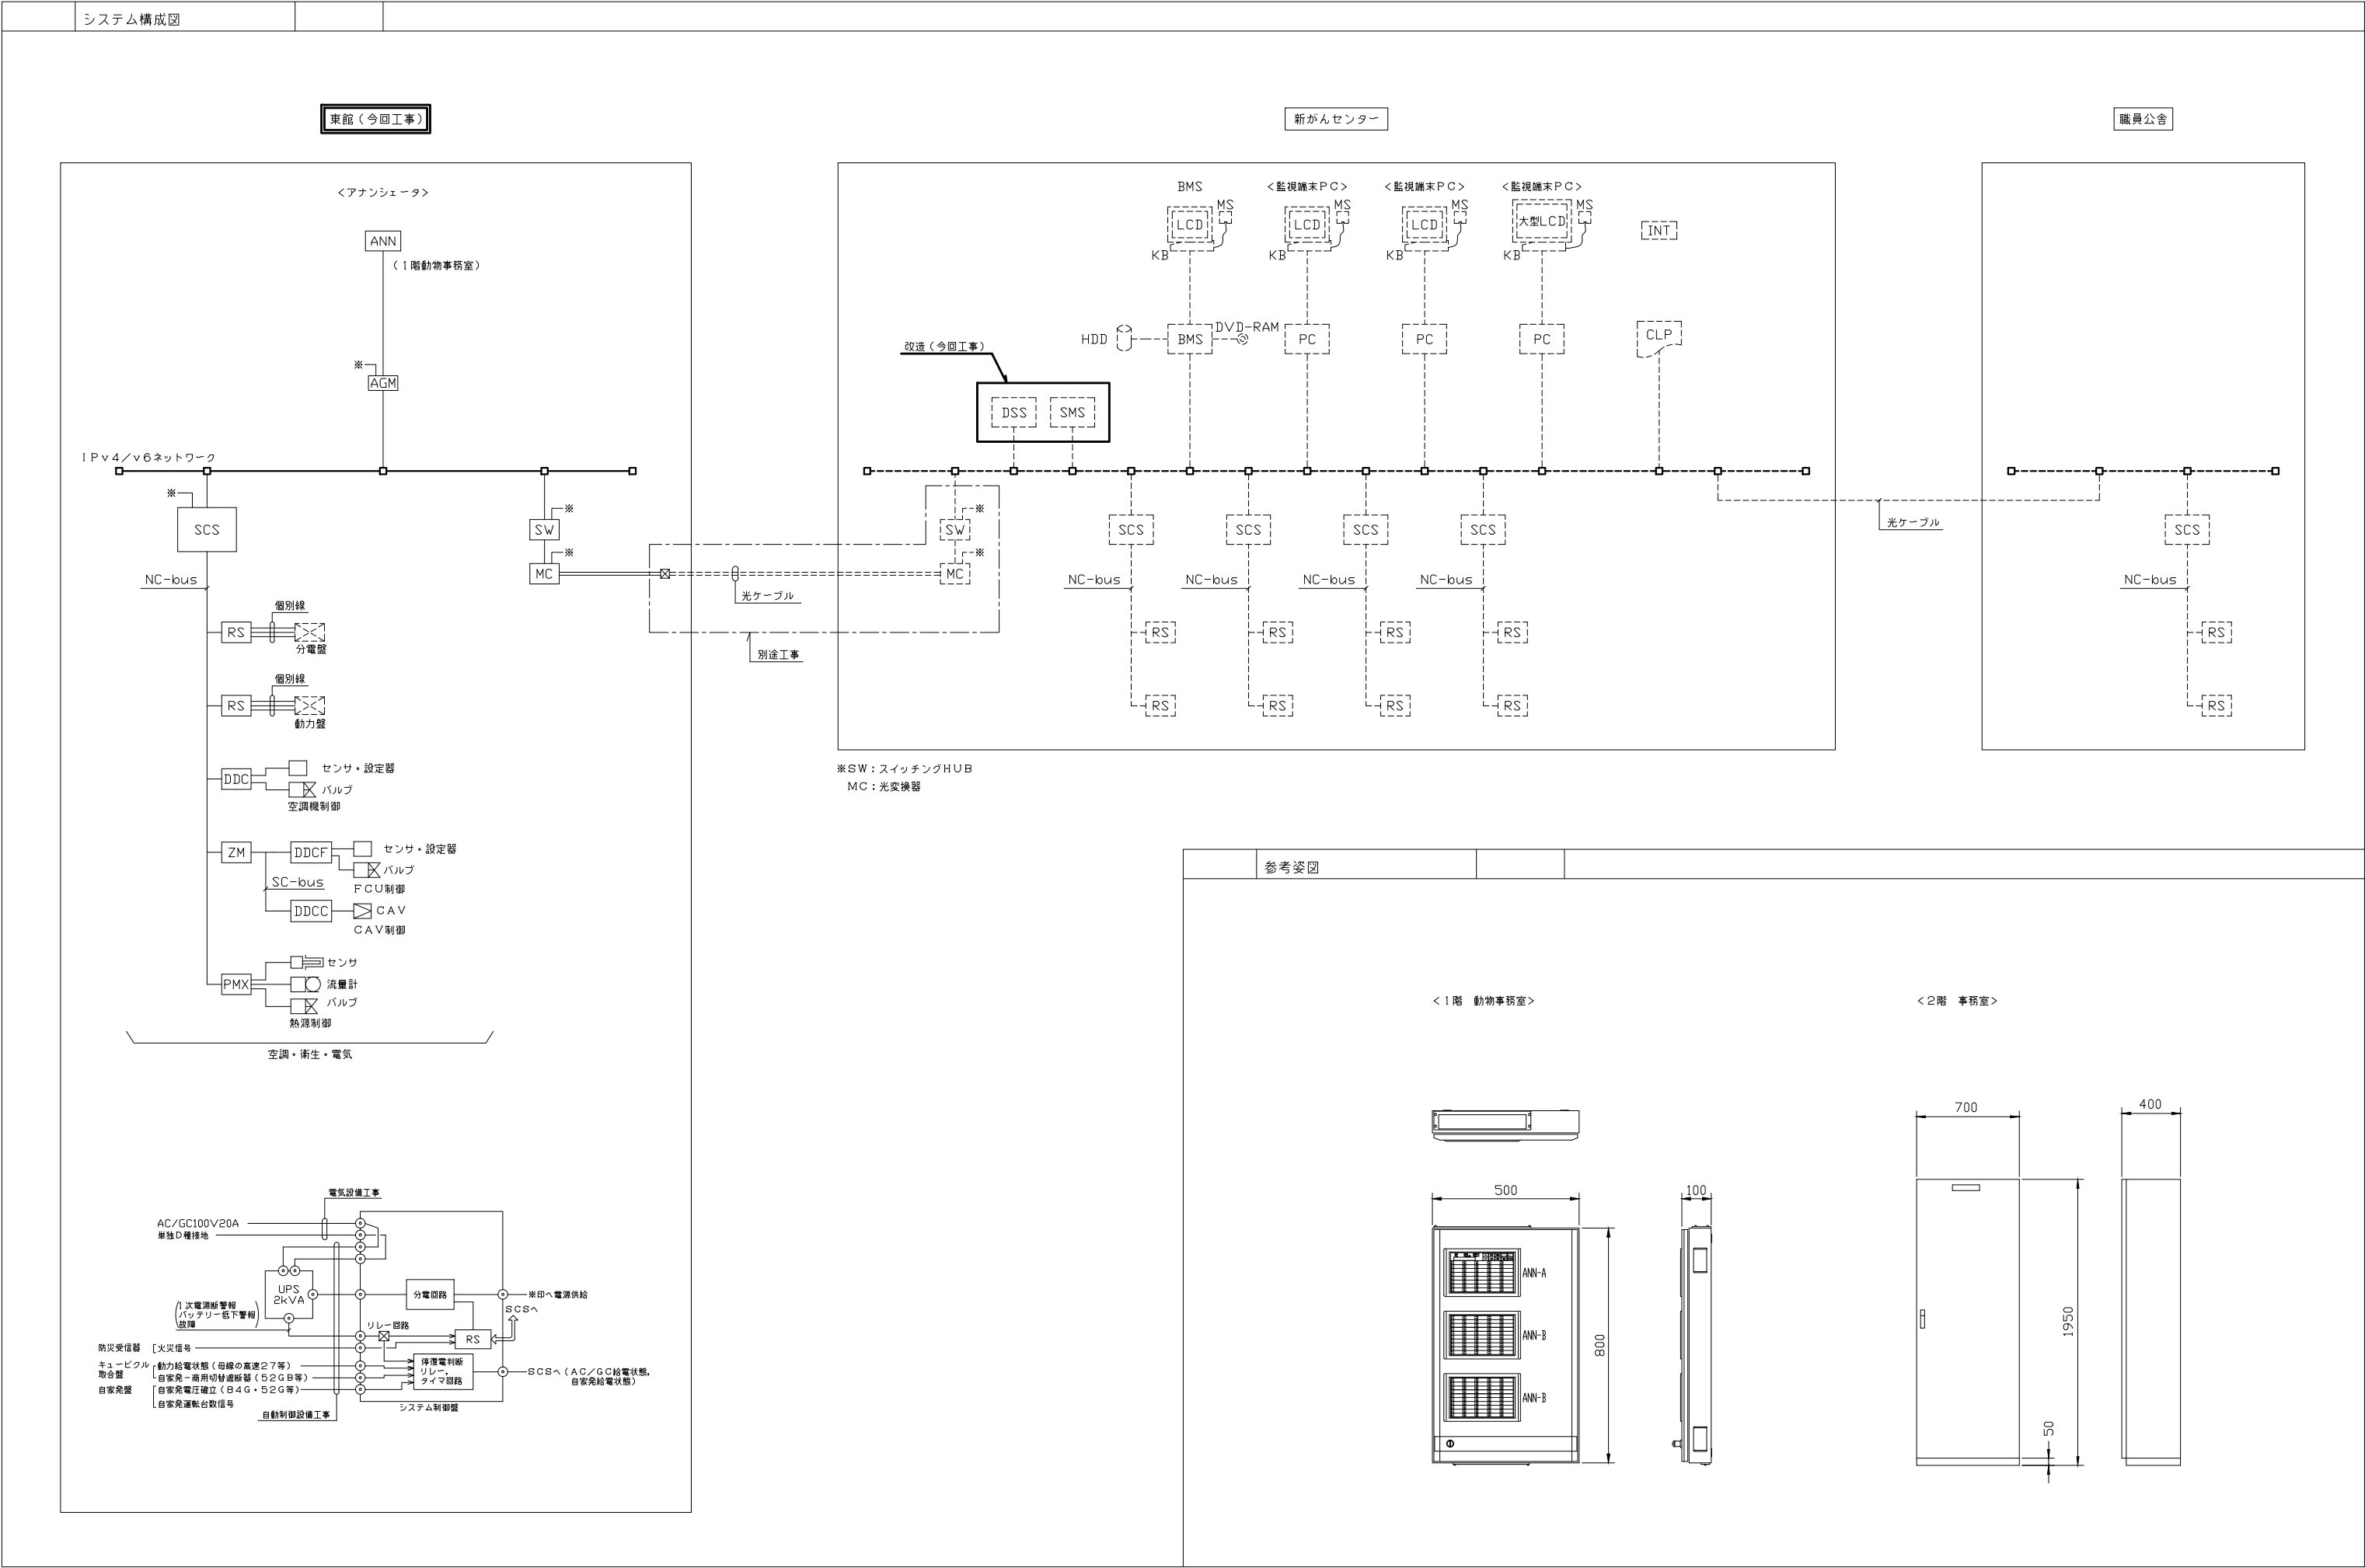 システム構成図
東館（今回工事）
＜アナンシェータ＞
ANN
（１階動物事務室）
※
AGM
ＩＰｖ４／ｖ６ネットワーク
※
SCS
※
SW
※
MC
NC-bus
個別線
RS
分電盤
個別線
RS
動力盤
DDC
センサ・設定器
バルブ
空調機制御
ZM
DDCF
センサ・設定器
バルブ
ＦＣＵ制御
SC-bus
DDCC
ＣＡＶ
ＣＡＶ制御
PMX
センサ
流量計
バルブ
熱源制御
空調・衛生・電気
電気設備工事
AC/GC100V20A
単独Ｄ種接地
UPS
2kVA
1次電源断警報
バッテリー低下警報
故障
分電回路
※印へ電源供給
ＳＣＳへ
リレー回路
RS
防災受信器
火災信号
キュービクル
取合盤
動力給電状態（母線の高速２７等）
自家発－商用切替遮断器（５２ＧＢ等）
自家発盤
自家発電圧確立（８４Ｇ・５２Ｇ等）
自家発運転台数信号
停復電判断
リレー，
タイマ回路
ＳＣＳへ（ＡＣ／ＧＣ給電状態，
自家発給電状態）
システム制御盤
自動制御設備工事
新がんセンター
BMS
＜監視端末ＰＣ＞
＜監視端末ＰＣ＞
＜監視端末ＰＣ＞
MS
MS
MS
MS
LCD
LCD
LCD
大型LCD
INT
KB
KB
KB
KB
HDD
BMS
DVD-RAM
PC
PC
PC
CLP
改造（今回工事）
DSS
SMS
※
SW
※
MC
光ケーブル
別途工事
SCS
SCS
SCS
SCS
NC-bus
NC-bus
NC-bus
NC-bus
RS
RS
RS
RS
RS
RS
RS
RS
※ＳＷ：スイッチングＨＵＢ
ＭＣ：光変換器
光ケーブル
職員公舎
SCS
NC-bus
RS
RS
参考姿図
＜１階　動物事務室＞
＜２階　事務室＞
500
100
800
ANN-A
ANN-B
ANN-B
700
400
1950
50